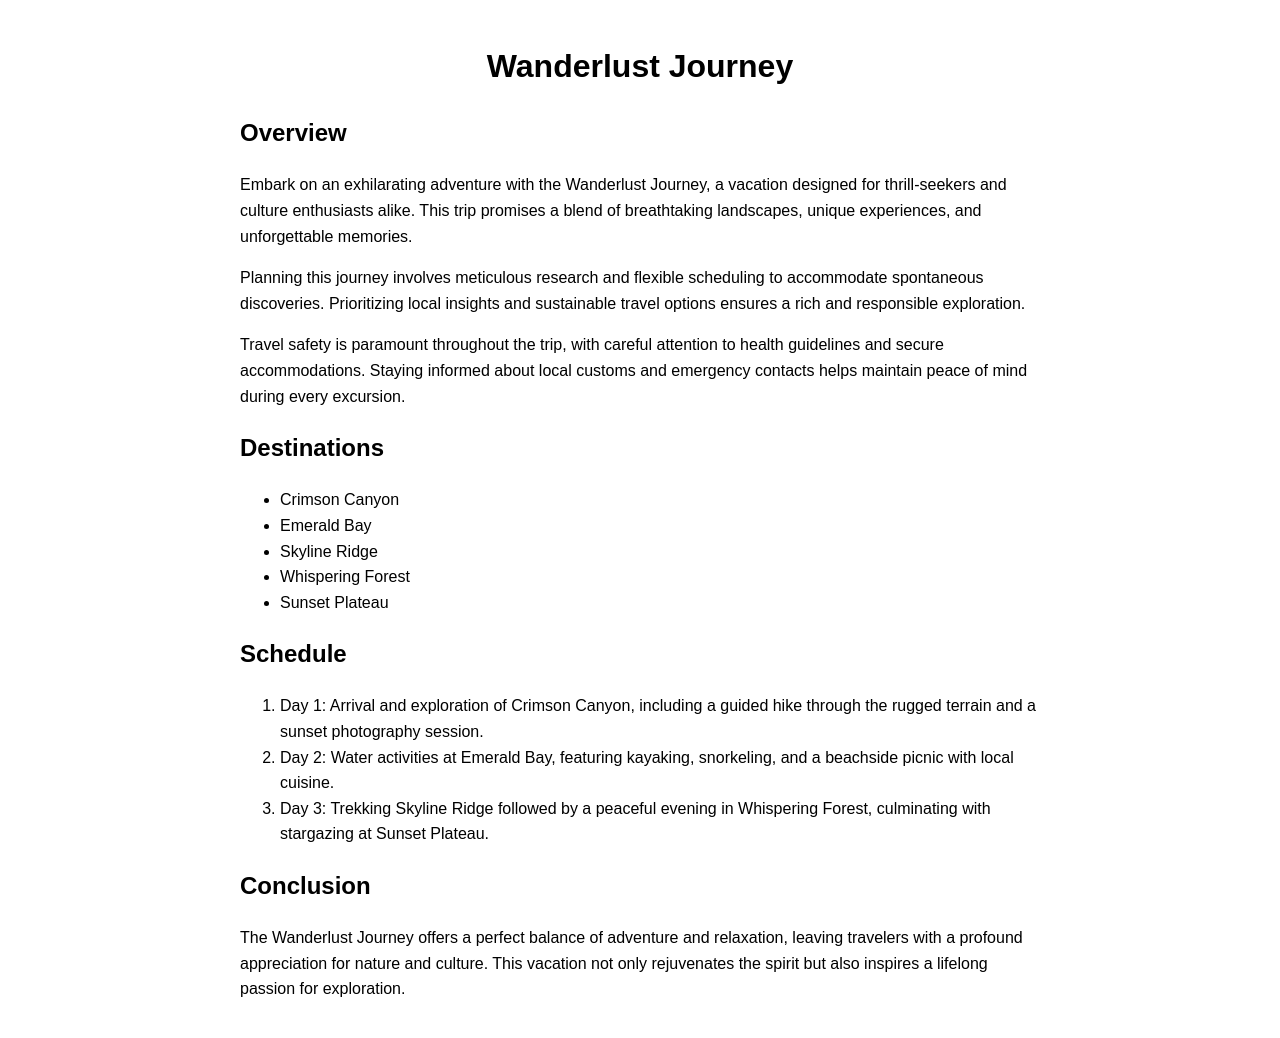 Wanderlust Journey
Overview
Embark on an exhilarating adventure with the Wanderlust Journey, a vacation designed for thrill-seekers and
culture enthusiasts alike. This trip promises a blend of breathtaking landscapes, unique experiences, and
unforgettable memories.
Planning this journey involves meticulous research and flexible scheduling to accommodate spontaneous
discoveries. Prioritizing local insights and sustainable travel options ensures a rich and responsible exploration.
Travel safety is paramount throughout the trip, with careful attention to health guidelines and secure
accommodations. Staying informed about local customs and emergency contacts helps maintain peace of mind
during every excursion.
Destinations
• Crimson Canyon
• Emerald Bay
• Skyline Ridge
• Whispering Forest
• Sunset Plateau
Schedule
1. Day 1: Arrival and exploration of Crimson Canyon, including a guided hike through the rugged terrain and a
sunset photography session.
2. Day 2: Water activities at Emerald Bay, featuring kayaking, snorkeling, and a beachside picnic with local
cuisine.
3. Day 3: Trekking Skyline Ridge followed by a peaceful evening in Whispering Forest, culminating with
stargazing at Sunset Plateau.
Conclusion
The Wanderlust Journey offers a perfect balance of adventure and relaxation, leaving travelers with a profound
appreciation for nature and culture. This vacation not only rejuvenates the spirit but also inspires a lifelong
passion for exploration.